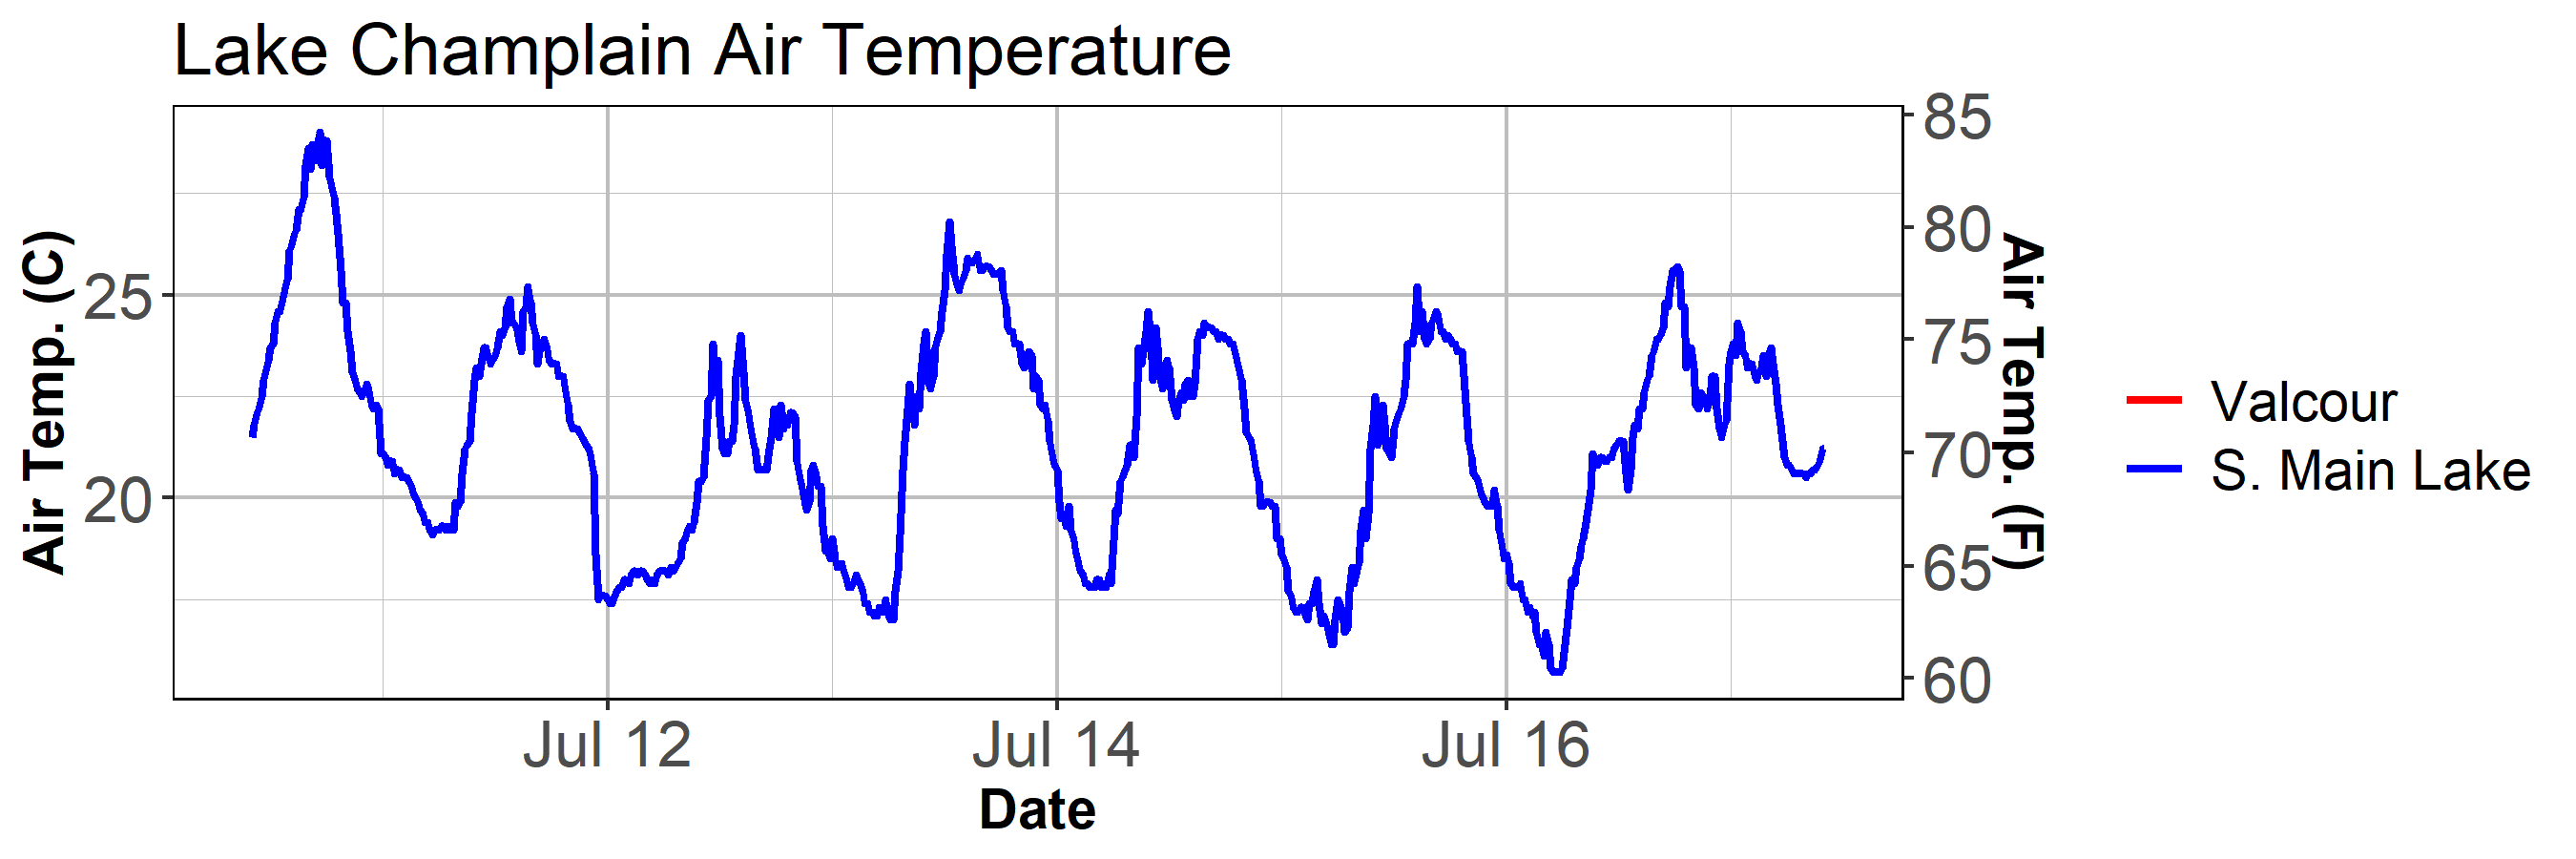 Lake Champlain Air Temperature
Air Temp. (C)
25
20
85
80
75
70
65
60
Air Temp. (F)
Jul 12
Jul 14
Jul 16
Date
Valcour
S. Main Lake